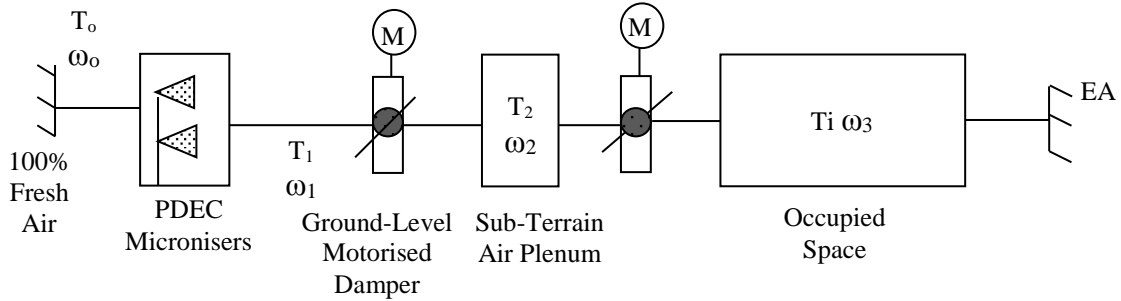 Tₒ
ωₒ
100%
Fresh
Air
PDEC
Micronisers
T₁
ω₁
M
Ground-Level
Motorised
Damper
T₂
ω₂
Sub-Terrain
Air Plenum
M
Ti ω₃
Occupied
Space
EA